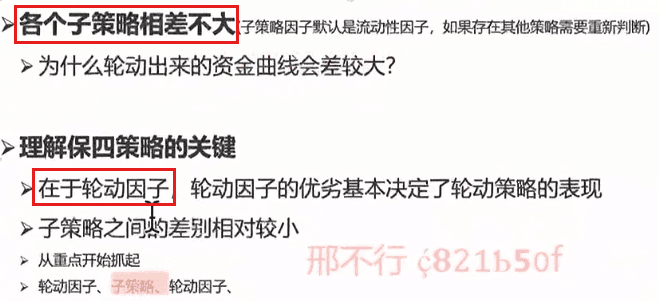 各个子策略相差不大(子策略因子默认是流动性因子，如果存在其他策略需要重新判断)
为什么轮动出来的资金曲线会差较大？
理解保四策略的关键
在于轮动因子，轮动因子的优劣基本决定了轮动策略的表现
子策略之间的差别相对较小
从重点开始抓起
轮动因子、子策略、轮动因子、
邢不行